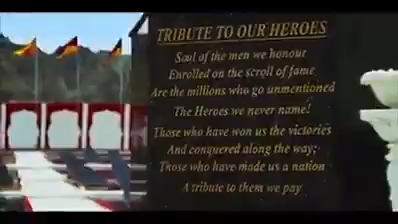 TRIBUTE TO OUR HEROES
Soul of the men we honour
Enrolled on the scroll of fame
Are the millions who go unmentioned
The Heroes we never name!
Those who have won us the victories
And conquered along the way;
Those who have made us a nation
A tribute to them we pay